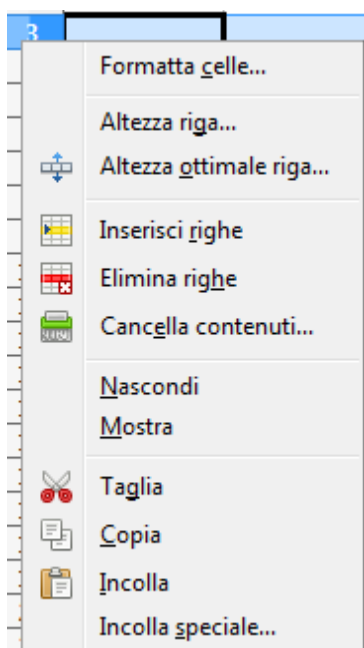 3
Formatta celle...
Altezza riga...
Altezza ottimale riga...
Inserisci righe
Elimina righe
Cancella contenuti...
Nascondi
Mostra
Taglia
Copia
Incolla
Incolla speciale...